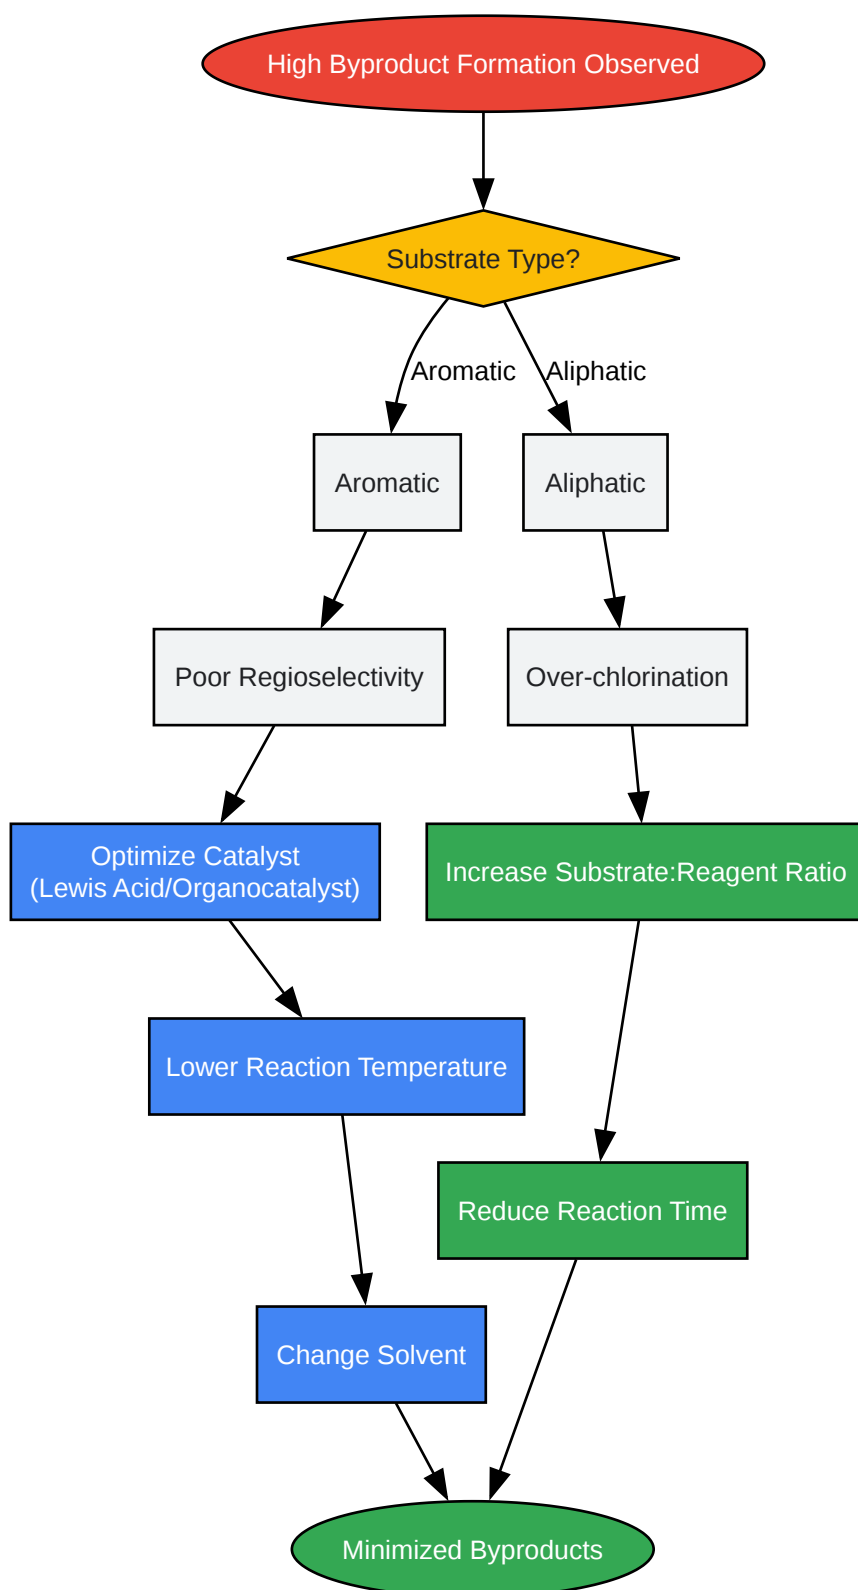 High Byproduct Formation Observed
Substrate Type?
Aromatic
Aliphatic
Aromatic
Aliphatic
Poor Regioselectivity
Over-chlorination
Optimize Catalyst
(Lewis Acid/Organocatalyst)
Increase Substrate:Reagent Ratio
Lower Reaction Temperature
Reduce Reaction Time
Change Solvent
Minimized Byproducts